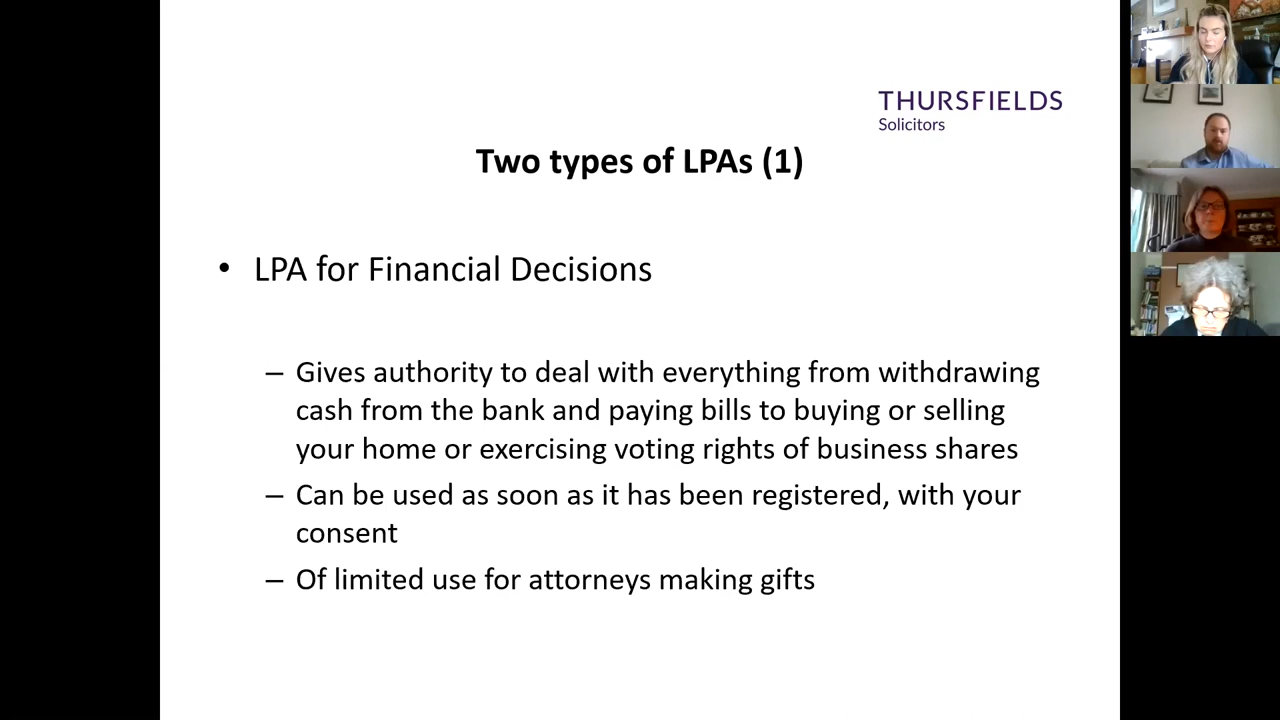 THURSFIELDS
Solicitors
Two types of LPAs (1)
• LPA for Financial Decisions
– Gives authority to deal with everything from withdrawing
cash from the bank and paying bills to buying or selling
your home or exercising voting rights of business shares
– Can be used as soon as it has been registered, with your
consent
– Of limited use for attorneys making gifts